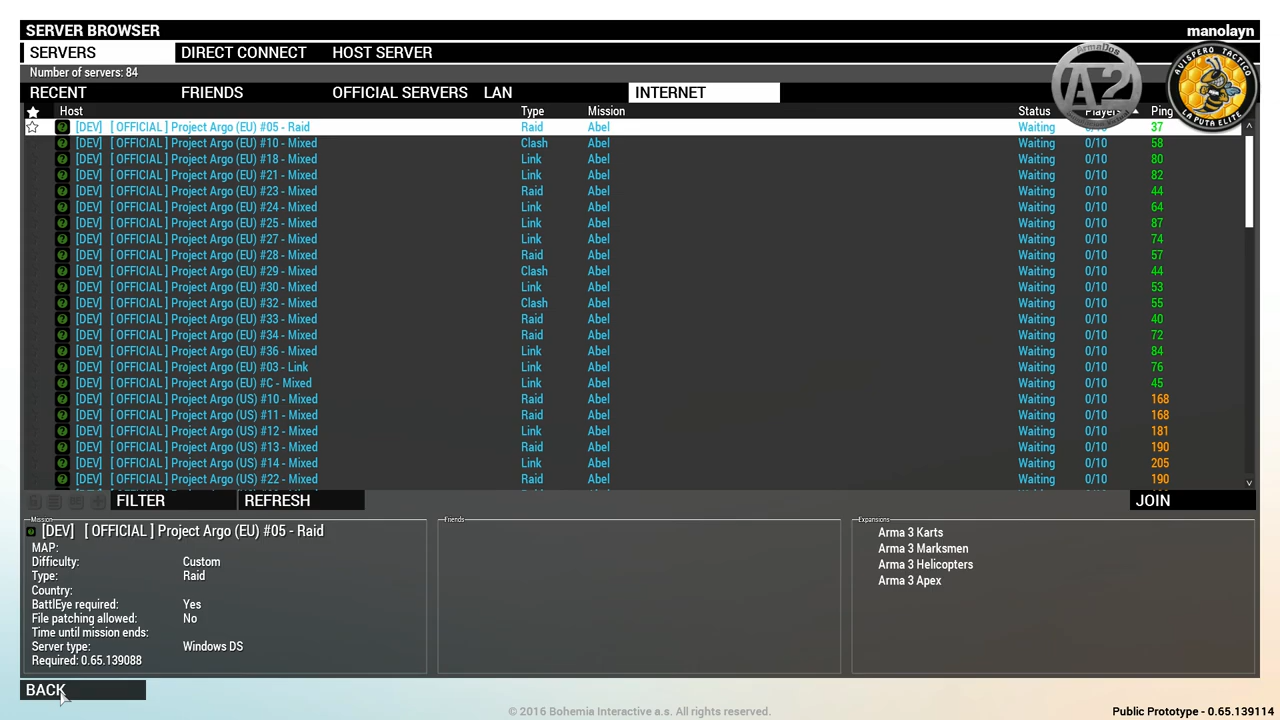 SERVER BROWSER
manolayn
SERVERS DIRECT CONNECT HOST SERVER
Number of servers: 84
ArmaDos
A2
AVISPERO TACTICO
LA PUTA ELITE
RECENT FRIENDS OFFICIAL SERVERS LAN INTERNET
Host Type Mission Status Players Ping
[DEV] [ OFFICIAL ] Project Argo (EU) #05 - Raid Raid Abel Waiting 0/10 37
[DEV] [ OFFICIAL ] Project Argo (EU) #10 - Mixed Clash Abel Waiting 0/10 58
[DEV] [ OFFICIAL ] Project Argo (EU) #18 - Mixed Link Abel Waiting 0/10 80
[DEV] [ OFFICIAL ] Project Argo (EU) #21 - Mixed Link Abel Waiting 0/10 82
[DEV] [ OFFICIAL ] Project Argo (EU) #23 - Mixed Raid Abel Waiting 0/10 44
[DEV] [ OFFICIAL ] Project Argo (EU) #24 - Mixed Link Abel Waiting 0/10 64
[DEV] [ OFFICIAL ] Project Argo (EU) #25 - Mixed Link Abel Waiting 0/10 87
[DEV] [ OFFICIAL ] Project Argo (EU) #27 - Mixed Link Abel Waiting 0/10 74
[DEV] [ OFFICIAL ] Project Argo (EU) #28 - Mixed Raid Abel Waiting 0/10 57
[DEV] [ OFFICIAL ] Project Argo (EU) #29 - Mixed Clash Abel Waiting 0/10 44
[DEV] [ OFFICIAL ] Project Argo (EU) #30 - Mixed Link Abel Waiting 0/10 53
[DEV] [ OFFICIAL ] Project Argo (EU) #32 - Mixed Clash Abel Waiting 0/10 55
[DEV] [ OFFICIAL ] Project Argo (EU) #33 - Mixed Raid Abel Waiting 0/10 40
[DEV] [ OFFICIAL ] Project Argo (EU) #34 - Mixed Raid Abel Waiting 0/10 72
[DEV] [ OFFICIAL ] Project Argo (EU) #36 - Mixed Link Abel Waiting 0/10 84
[DEV] [ OFFICIAL ] Project Argo (EU) #03 - Link Link Abel Waiting 0/10 76
[DEV] [ OFFICIAL ] Project Argo (EU) #C - Mixed Link Abel Waiting 0/10 45
[DEV] [ OFFICIAL ] Project Argo (US) #10 - Mixed Raid Abel Waiting 0/10 168
[DEV] [ OFFICIAL ] Project Argo (US) #11 - Mixed Raid Abel Waiting 0/10 168
[DEV] [ OFFICIAL ] Project Argo (US) #12 - Mixed Link Abel Waiting 0/10 181
[DEV] [ OFFICIAL ] Project Argo (US) #13 - Mixed Raid Abel Waiting 0/10 190
[DEV] [ OFFICIAL ] Project Argo (US) #14 - Mixed Link Abel Waiting 0/10 205
[DEV] [ OFFICIAL ] Project Argo (US) #22 - Mixed Raid Abel Waiting 0/10 190
FILTER REFRESH JOIN
Mission
[DEV] [ OFFICIAL ] Project Argo (EU) #05 - Raid
MAP:
Difficulty: Custom
Type: Raid
Country:
BattlEye required: Yes
File patching allowed: No
Time until mission ends:
Server type: Windows DS
Required: 0.65.139088
Friends
Expansions
Arma 3 Karts
Arma 3 Marksmen
Arma 3 Helicopters
Arma 3 Apex
BACK
© 2016 Bohemia Interactive a.s. All rights reserved.
Public Prototype - 0.65.139114